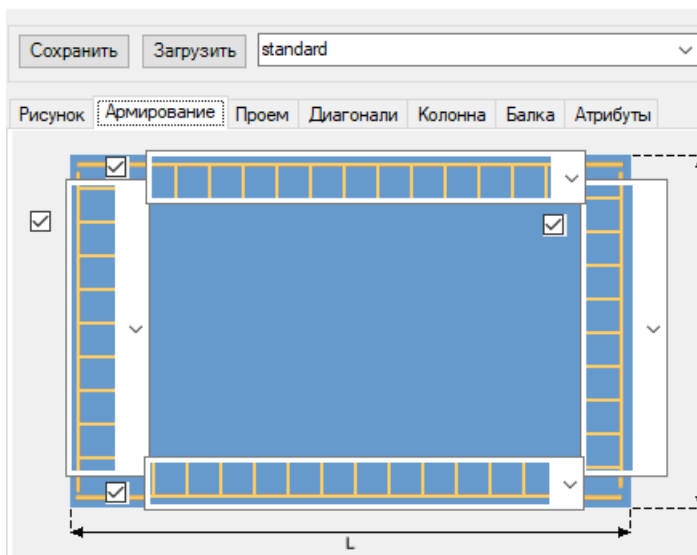 Сохранить Загрузить standard
Рисунок Армирование Проем Диагонали Колонна Балка Атрибуты
L